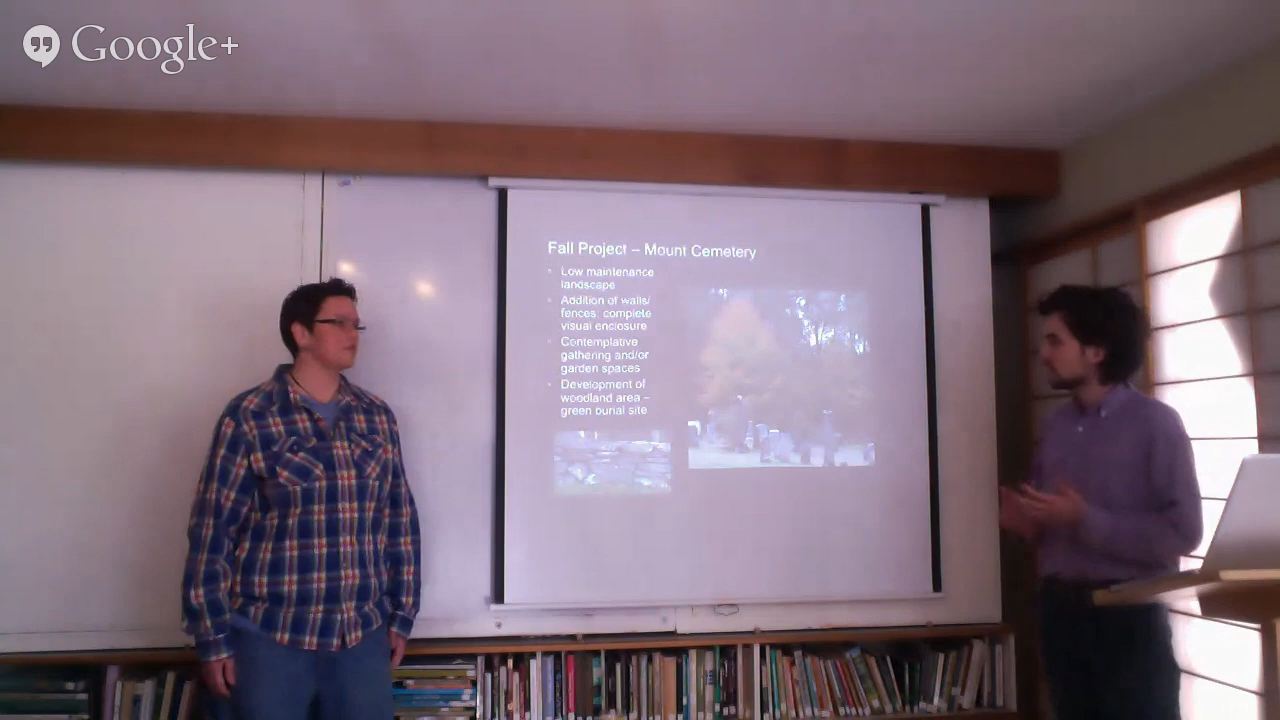 Google+
Fall Project – Mount Cemetery
• Low maintenance
landscape
• Addition of walls/
fences: complete
visual enclosure
• Contemplative
gathering and/or
garden spaces
• Development of
woodland area –
green burial site